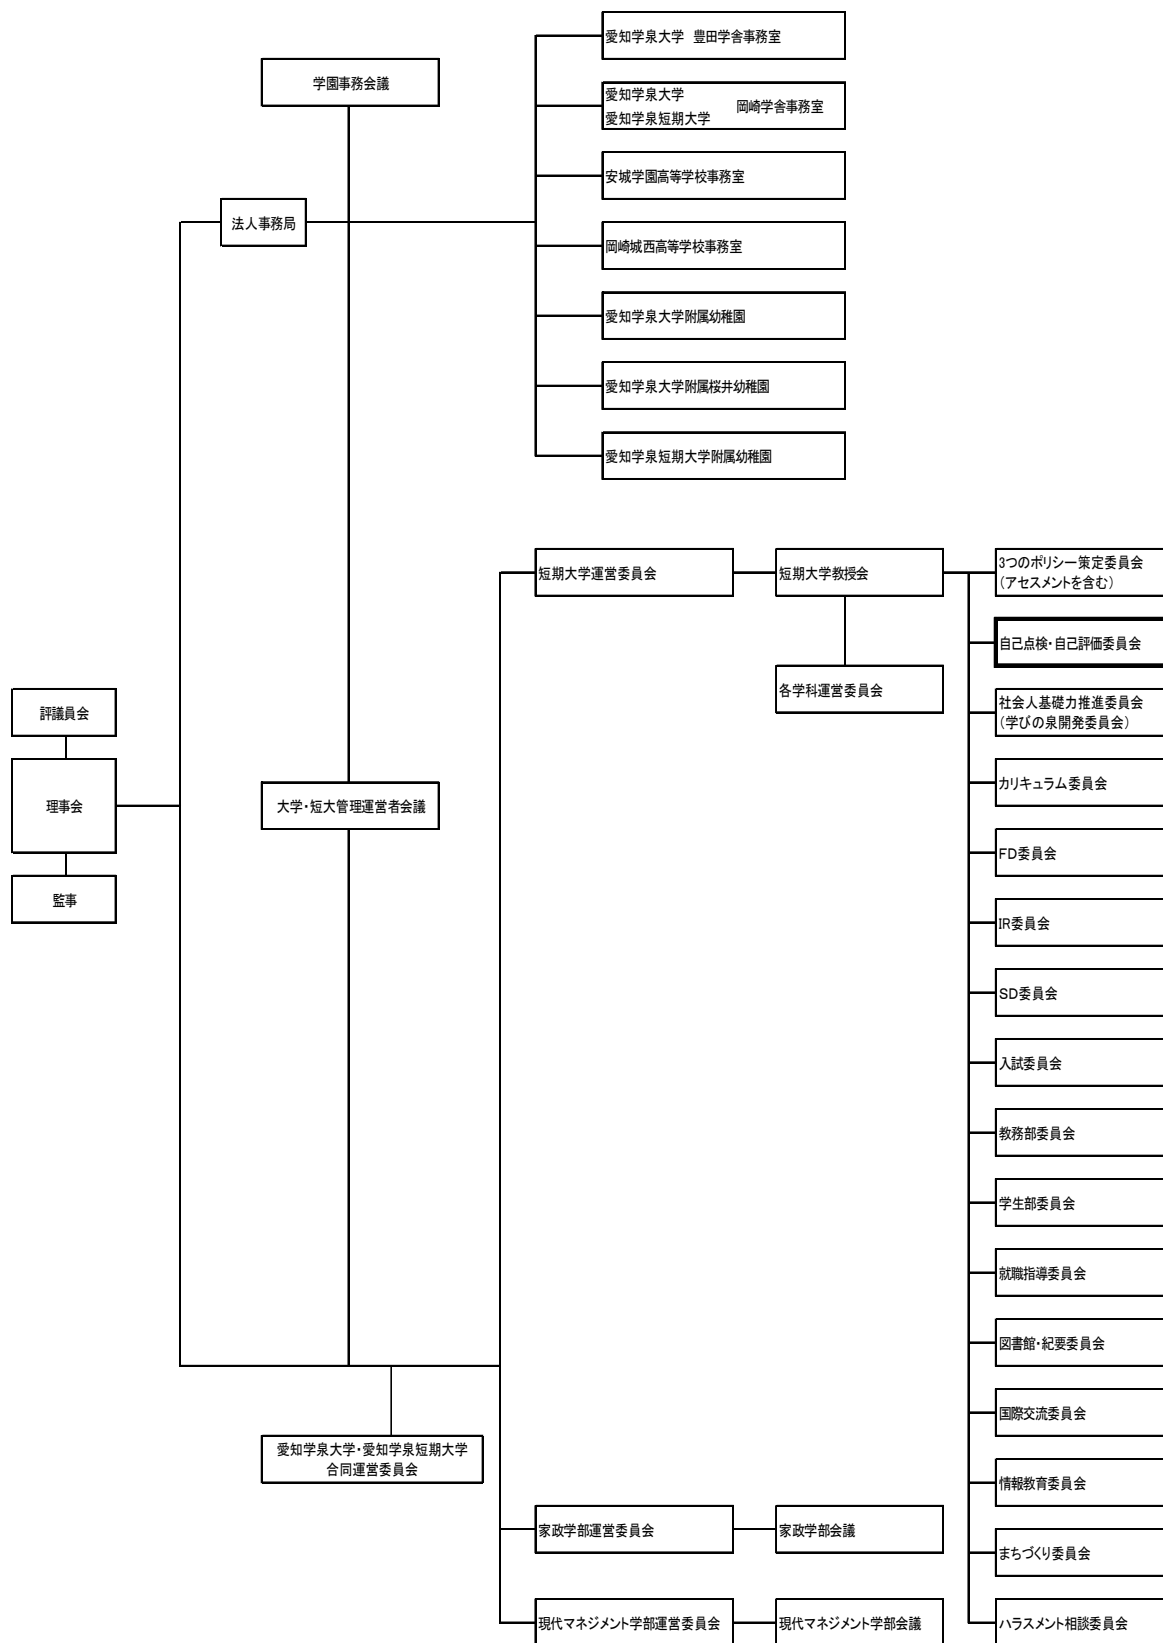 愛知学泉大学 豊田学舎事務室
学園事務会議
愛知学泉大学
愛知学泉短期大学
岡崎学舎事務室
安城学園高等学校事務室
法人事務局
岡崎城西高等学校事務室
愛知学泉大学附属幼稚園
愛知学泉大学附属桜井幼稚園
愛知学泉短期大学附属幼稚園
短期大学運営委員会
短期大学教授会
3つのポリシー策定委員会
(アセスメントを含む)
自己点検・自己評価委員会
各学科運営委員会
社会人基礎力推進委員会
(学びの泉開発委員会)
評議員会
理事会
大学・短大管理運営者会議
カリキュラム委員会
FD委員会
監事
IR委員会
SD委員会
入試委員会
教務部委員会
学生部委員会
就職指導委員会
図書館・紀要委員会
国際交流委員会
愛知学泉大学・愛知学泉短期大学
合同運営委員会
情報教育委員会
家政学部運営委員会
家政学部会議
まちづくり委員会
現代マネジメント学部運営委員会
現代マネジメント学部会議
ハラスメント相談委員会